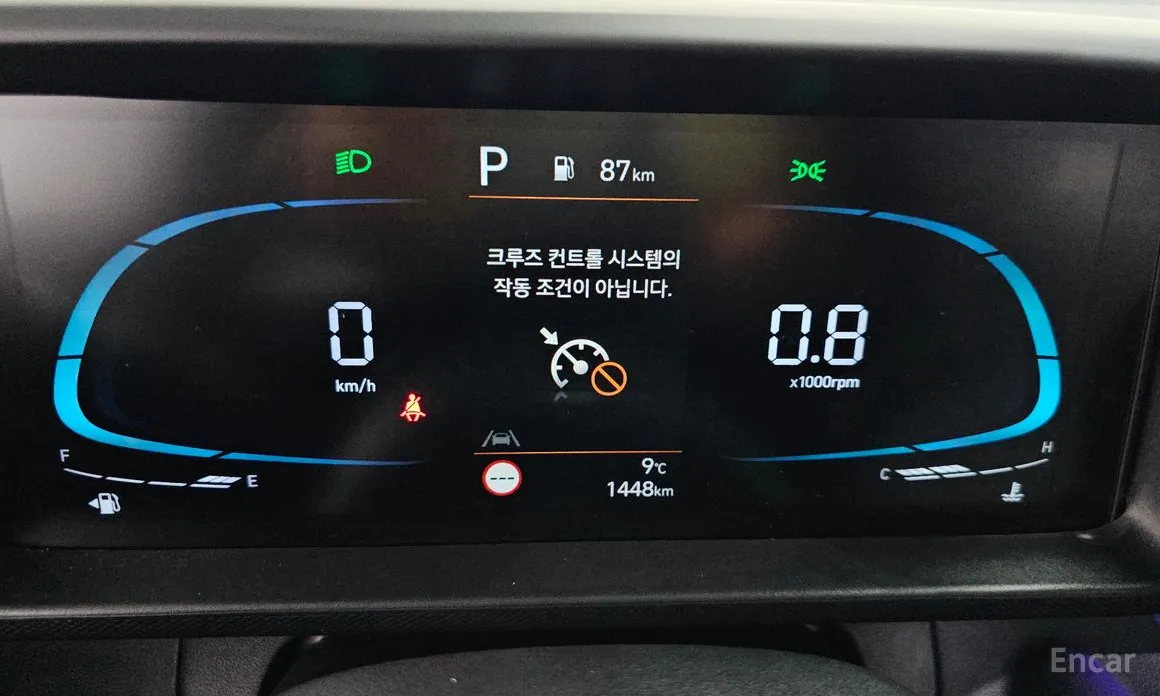 P 87km
크루즈 컨트롤 시스템의
작동 조건이 아닙니다.
0
km/h
0.8
x1000rpm
F E
C H
---
9℃
1448km
Encar